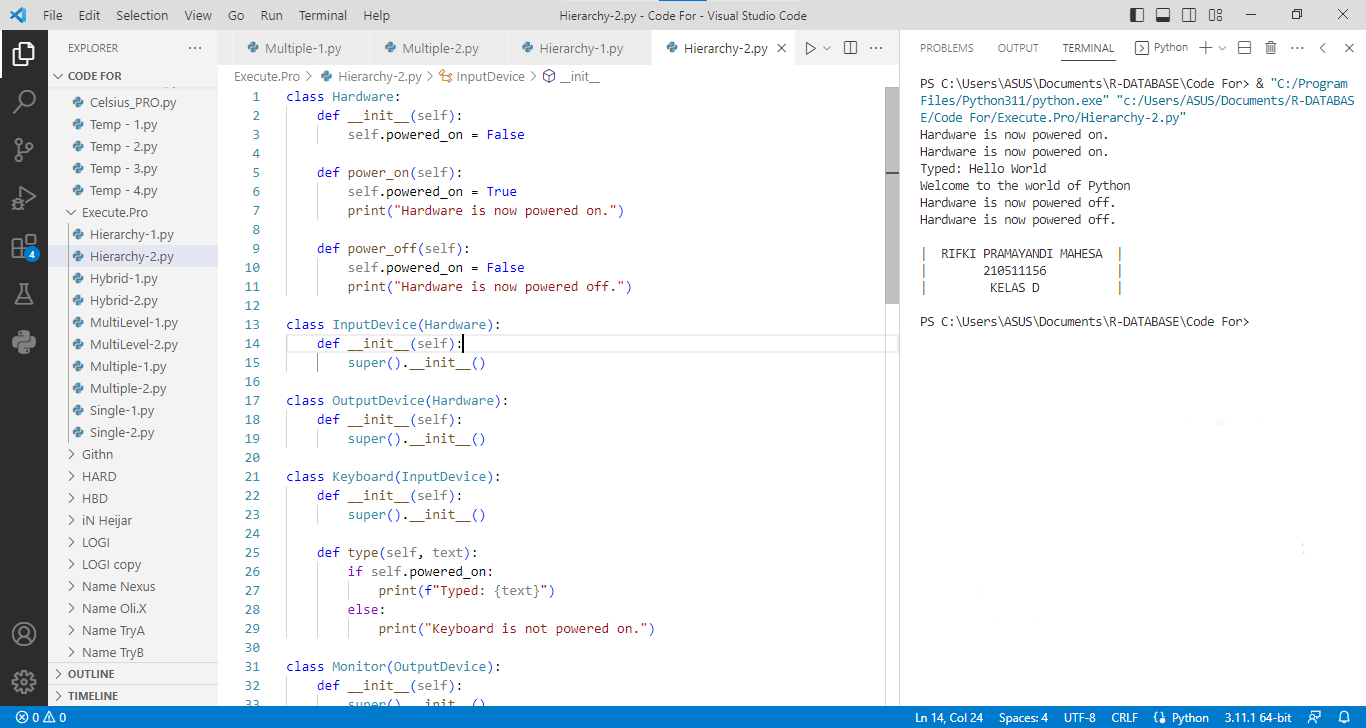 File Edit Selection View Go Run Terminal Help
Hierarchy-2.py - Code For - Visual Studio Code
EXPLORER
CODE FOR
Celsius_PRO.py
Temp - 1.py
Temp - 2.py
Temp - 3.py
Temp - 4.py
Execute.Pro
Hierarchy-1.py
Hierarchy-2.py
Hybrid-1.py
Hybrid-2.py
MultiLevel-1.py
MultiLevel-2.py
Multiple-1.py
Multiple-2.py
Single-1.py
Single-2.py
Githn
HARD
HBD
iN Heijar
LOGI
LOGI copy
Name Nexus
Name Oli.X
Name TryA
Name TryB
OUTLINE
TIMELINE
4
Multiple-1.py Multiple-2.py Hierarchy-1.py Hierarchy-2.py
Execute.Pro > Hierarchy-2.py > InputDevice > __init__
1 class Hardware:
2 def __init__(self):
3 self.powered_on = False
4
5 def power_on(self):
6 self.powered_on = True
7 print("Hardware is now powered on.")
8
9 def power_off(self):
10 self.powered_on = False
11 print("Hardware is now powered off.")
12
13 class InputDevice(Hardware):
14 def __init__(self):
15 super().__init__()
16
17 class OutputDevice(Hardware):
18 def __init__(self):
19 super().__init__()
20
21 class Keyboard(InputDevice):
22 def __init__(self):
23 super().__init__()
24
25 def type(self, text):
26 if self.powered_on:
27 print(f"Typed: {text}")
28 else:
29 print("Keyboard is not powered on.")
30
31 class Monitor(OutputDevice):
32 def __init__(self):
33 super().__init__()
PROBLEMS OUTPUT TERMINAL Python
PS C:\Users\ASUS\Documents\R-DATABASE\Code For> & "C:/Program
Files/Python311/python.exe" "c:/Users/ASUS/Documents/R-DATABAS
E/Code For/Execute.Pro/Hierarchy-2.py"
Hardware is now powered on.
Hardware is now powered on.
Typed: Hello World
Welcome to the world of Python
Hardware is now powered off.
Hardware is now powered off.
| RIFKI PRAMAYANDI MAHESA |
| 210511156 |
| KELAS D |
PS C:\Users\ASUS\Documents\R-DATABASE\Code For>
0 0 Ln 14, Col 24 Spaces: 4 UTF-8 CRLF Python 3.11.1 64-bit